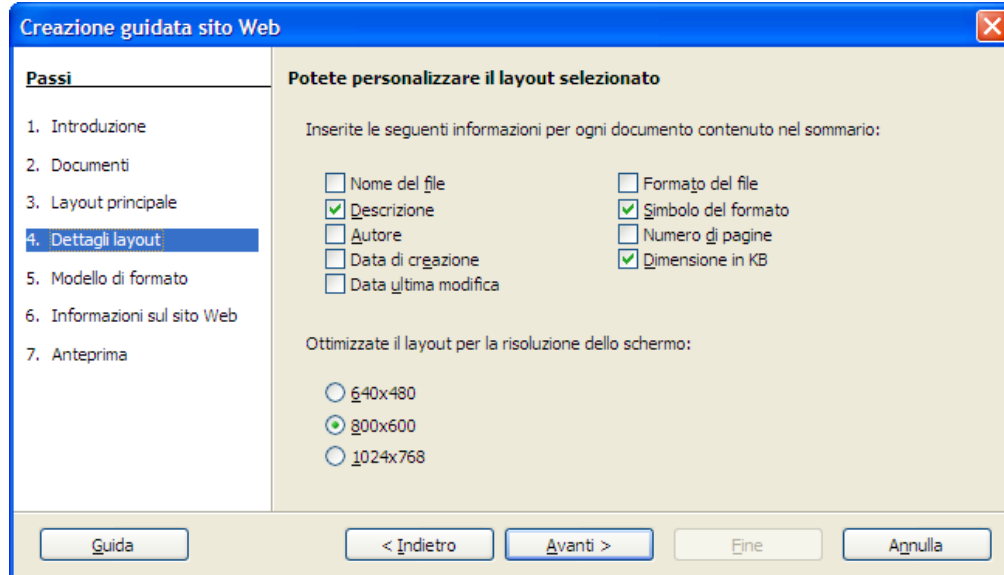 Creazione guidata sito Web
Passi
1. Introduzione
2. Documenti
3. Layout principale
4. Dettagli layout
5. Modello di formato
6. Informazioni sul sito Web
7. Anteprima
Potete personalizzare il layout selezionato
Inserite le seguenti informazioni per ogni documento contenuto nel sommario:
Nome del file
Descrizione
Autore
Data di creazione
Data ultima modifica
Formato del file
Simbolo del formato
Numero di pagine
Dimensione in KB
Ottimizzate il layout per la risoluzione dello schermo:
640x480
800x600
1024x768
Guida
< Indietro
Avanti >
Fine
Annulla